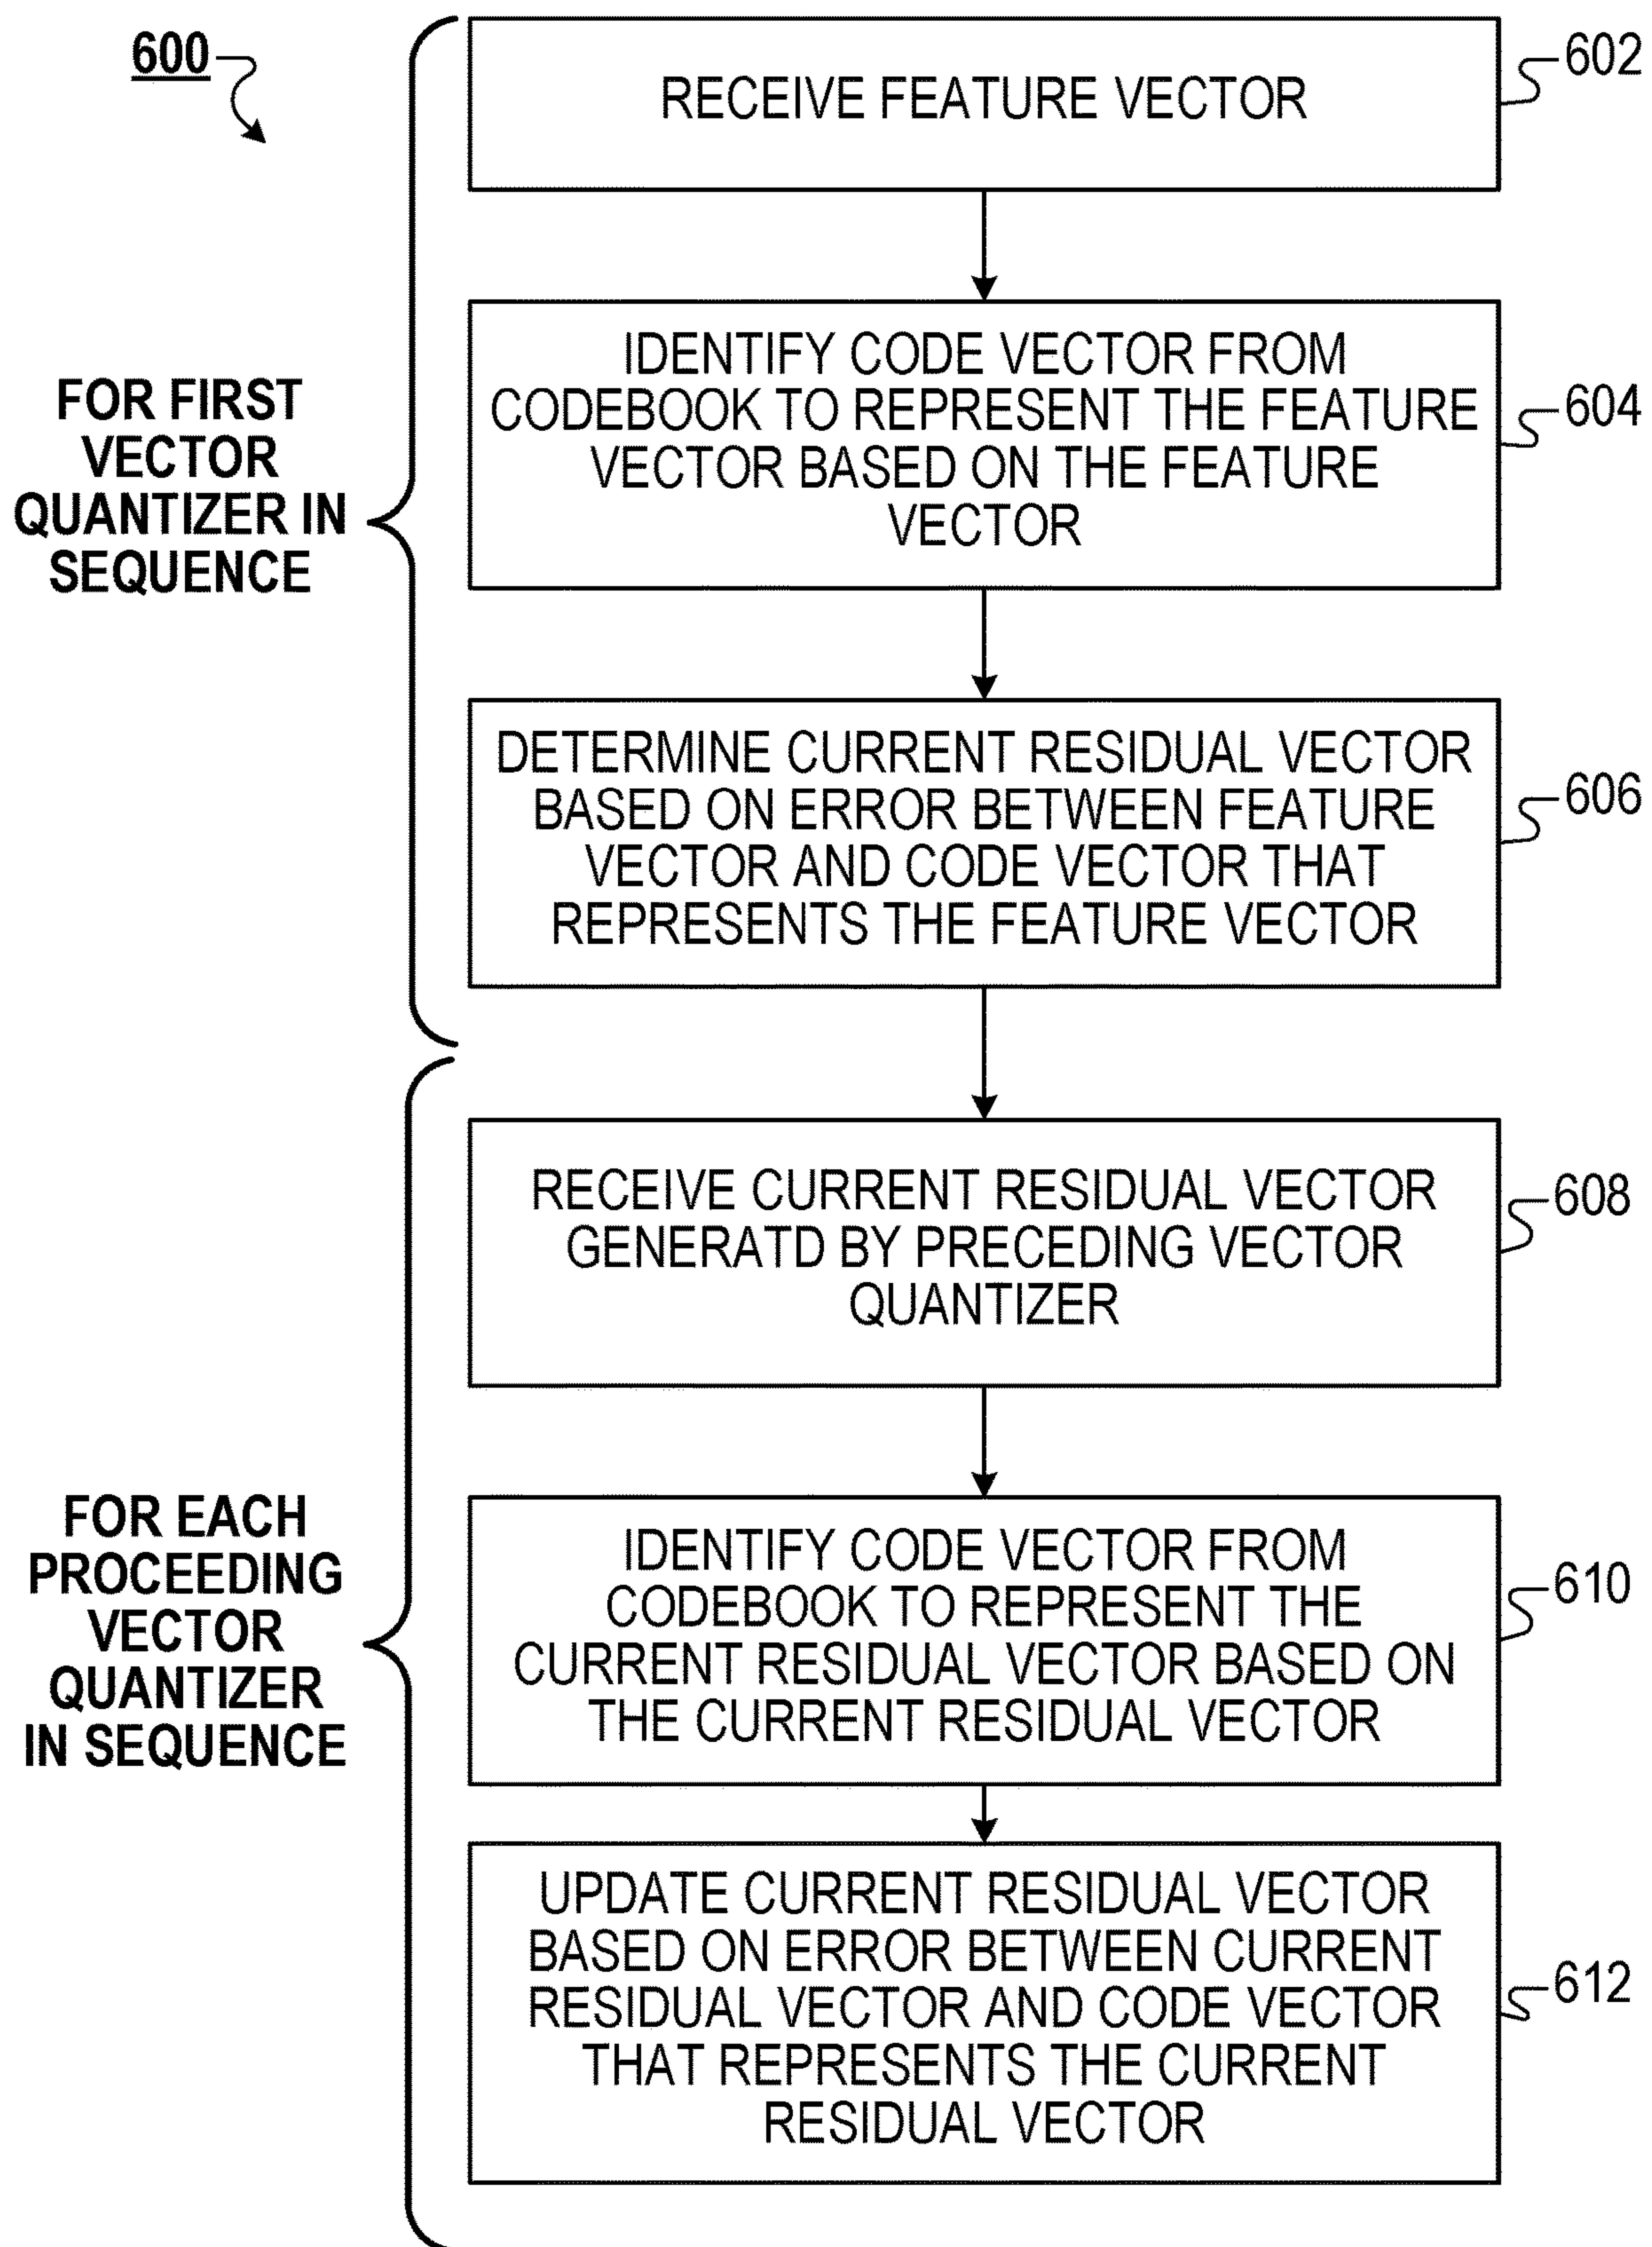 600
RECEIVE FEATURE VECTOR
602
IDENTIFY CODE VECTOR FROM
CODEBOOK TO REPRESENT THE FEATURE
VECTOR BASED ON THE FEATURE
VECTOR
604
FOR FIRST
VECTOR
QUANTIZER IN
SEQUENCE
DETERMINE CURRENT RESIDUAL VECTOR
BASED ON ERROR BETWEEN FEATURE
VECTOR AND CODE VECTOR THAT
REPRESENTS THE FEATURE VECTOR
606
RECEIVE CURRENT RESIDUAL VECTOR
GENERATD BY PRECEDING VECTOR
QUANTIZER
608
FOR EACH
PROCEEDING
VECTOR
QUANTIZER
IN SEQUENCE
IDENTIFY CODE VECTOR FROM
CODEBOOK TO REPRESENT THE
CURRENT RESIDUAL VECTOR BASED ON
THE CURRENT RESIDUAL VECTOR
610
UPDATE CURRENT RESIDUAL VECTOR
BASED ON ERROR BETWEEN CURRENT
RESIDUAL VECTOR AND CODE VECTOR
THAT REPRESENTS THE CURRENT
RESIDUAL VECTOR
612